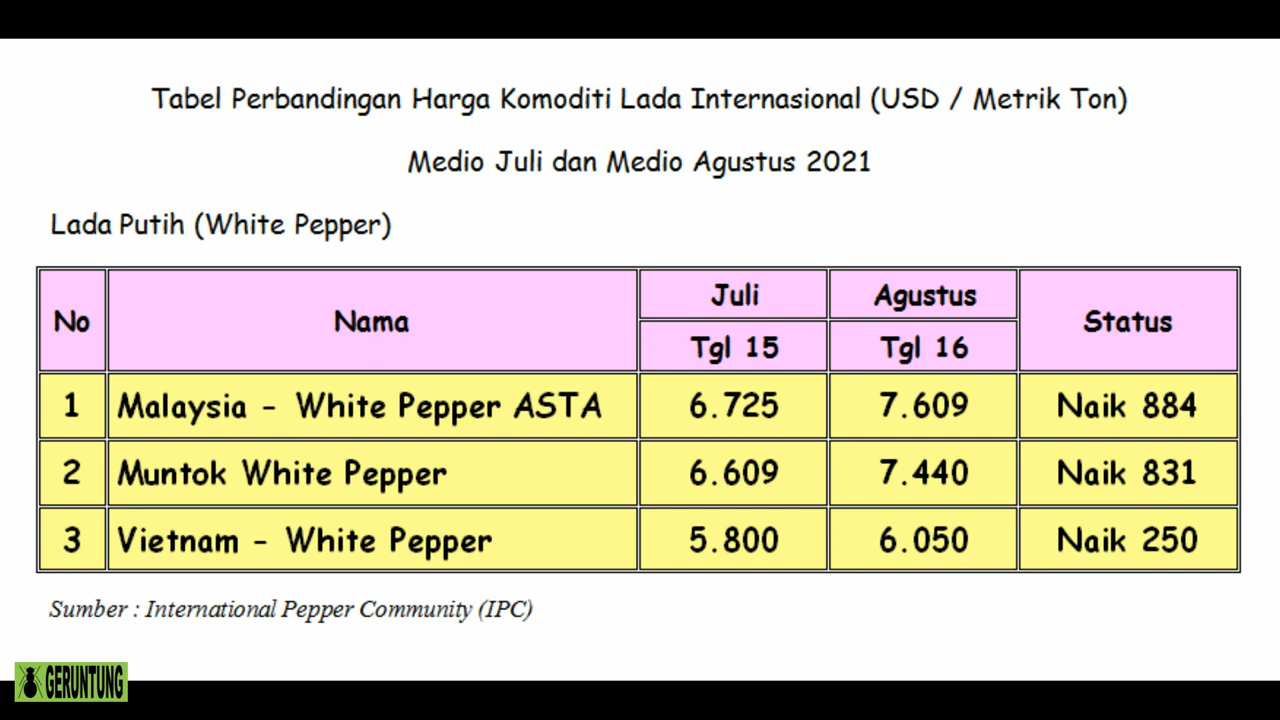 Tabel Perbandingan Harga Komoditi Lada Internasional (USD / Metrik Ton)
Medio Juli dan Medio Agustus 2021
Lada Putih (White Pepper)
No Nama Juli Agustus Status
Tgl 15 Tgl 16
1 Malaysia - White Pepper ASTA 6.725 7.609 Naik 884
2 Muntok White Pepper 6.609 7.440 Naik 831
3 Vietnam - White Pepper 5.800 6.050 Naik 250
Sumber : International Pepper Community (IPC)
GERUNTUNG